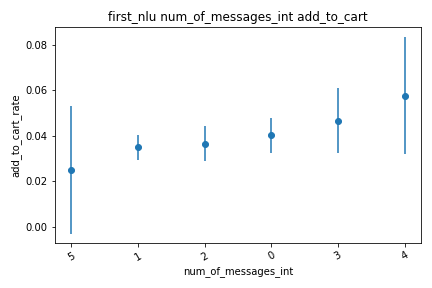 first_nlu num_of_messages_int add_to_cart
add_to_cart_rate
0.08
0.06
0.04
0.02
0.00
5 1 2 0 3 4
num_of_messages_int